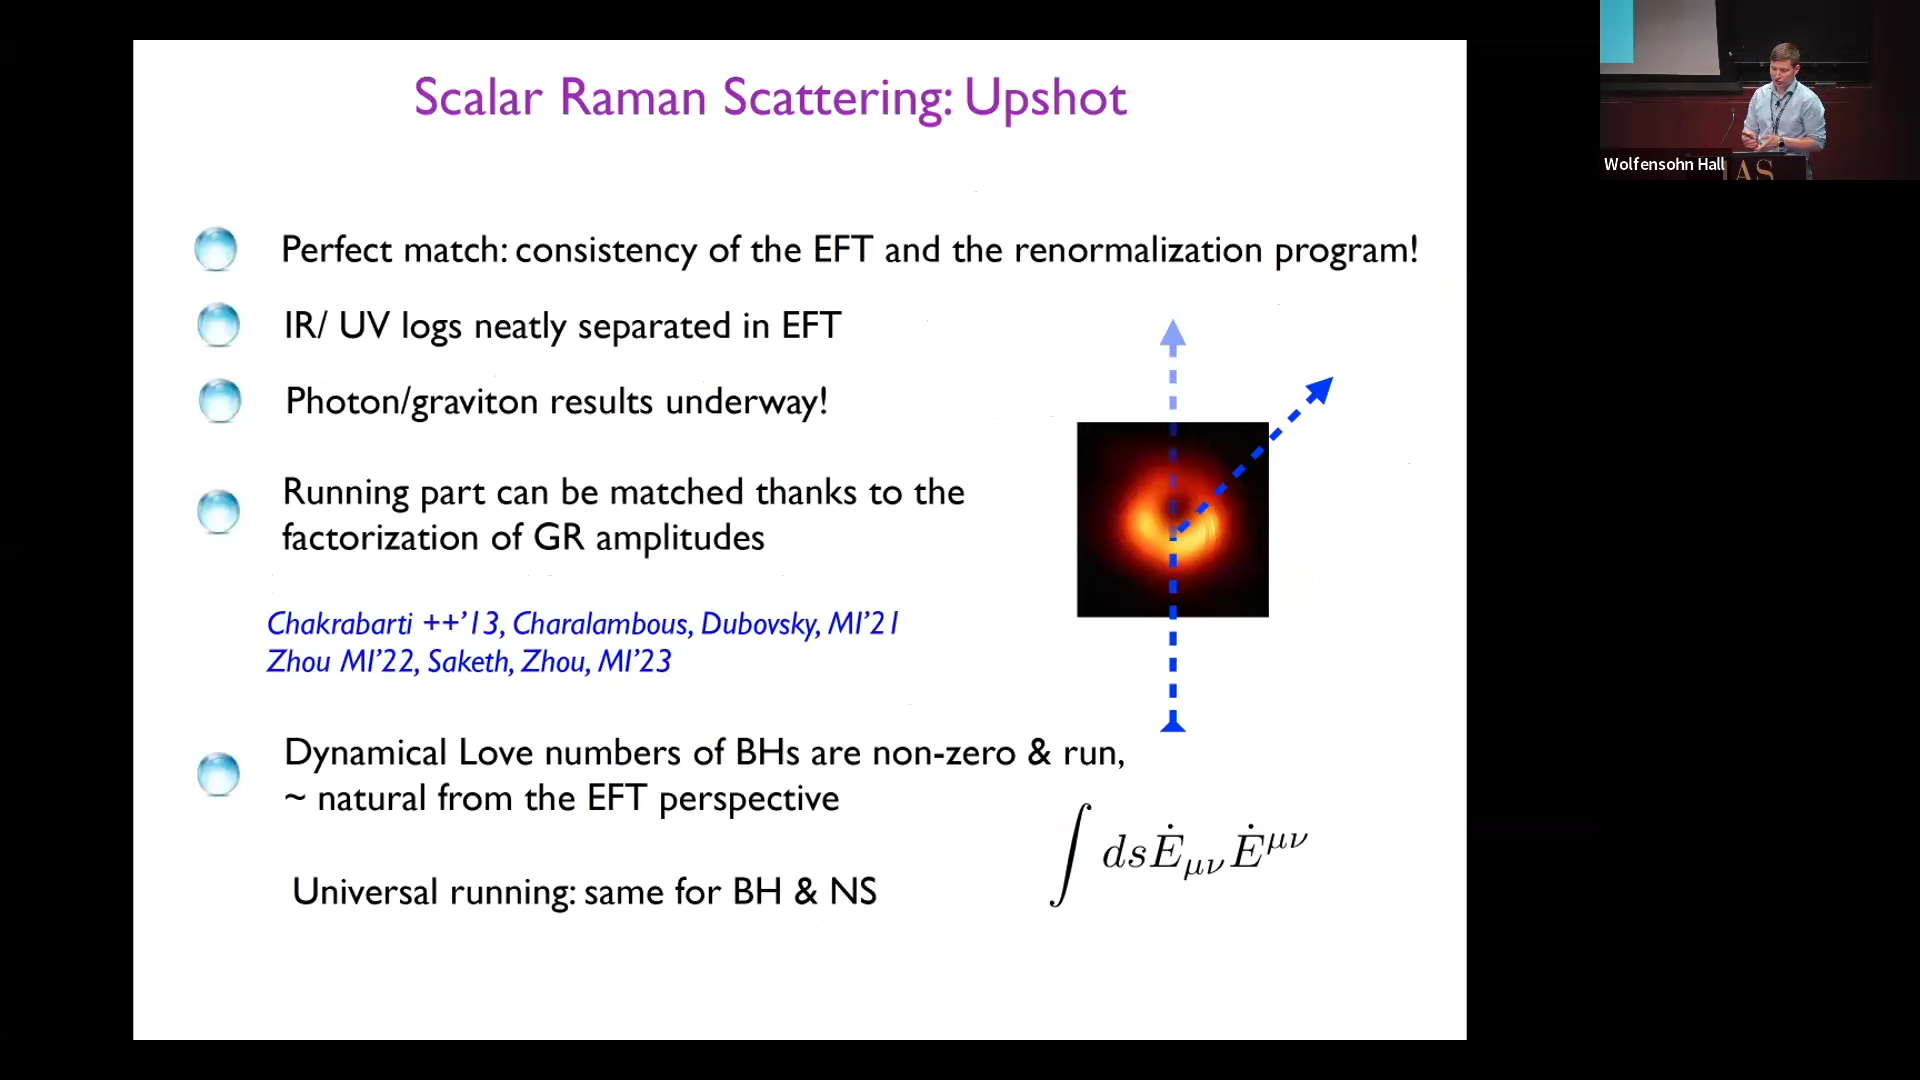 Scalar Raman Scattering: Upshot
Perfect match: consistency of the EFT and the renormalization program!
IR/ UV logs neatly separated in EFT
Photon/graviton results underway!
Running part can be matched thanks to the
factorization of GR amplitudes
Chakrabarti ++'13, Charalambous, Dubovsky, MI'21
Zhou MI'22, Saketh, Zhou, MI'23
Dynamical Love numbers of BHs are non-zero & run,
~ natural from the EFT perspective
∫ dsĖ_{μν}Ė^{μν}
Universal running: same for BH & NS
Wolfensohn Hall
AS